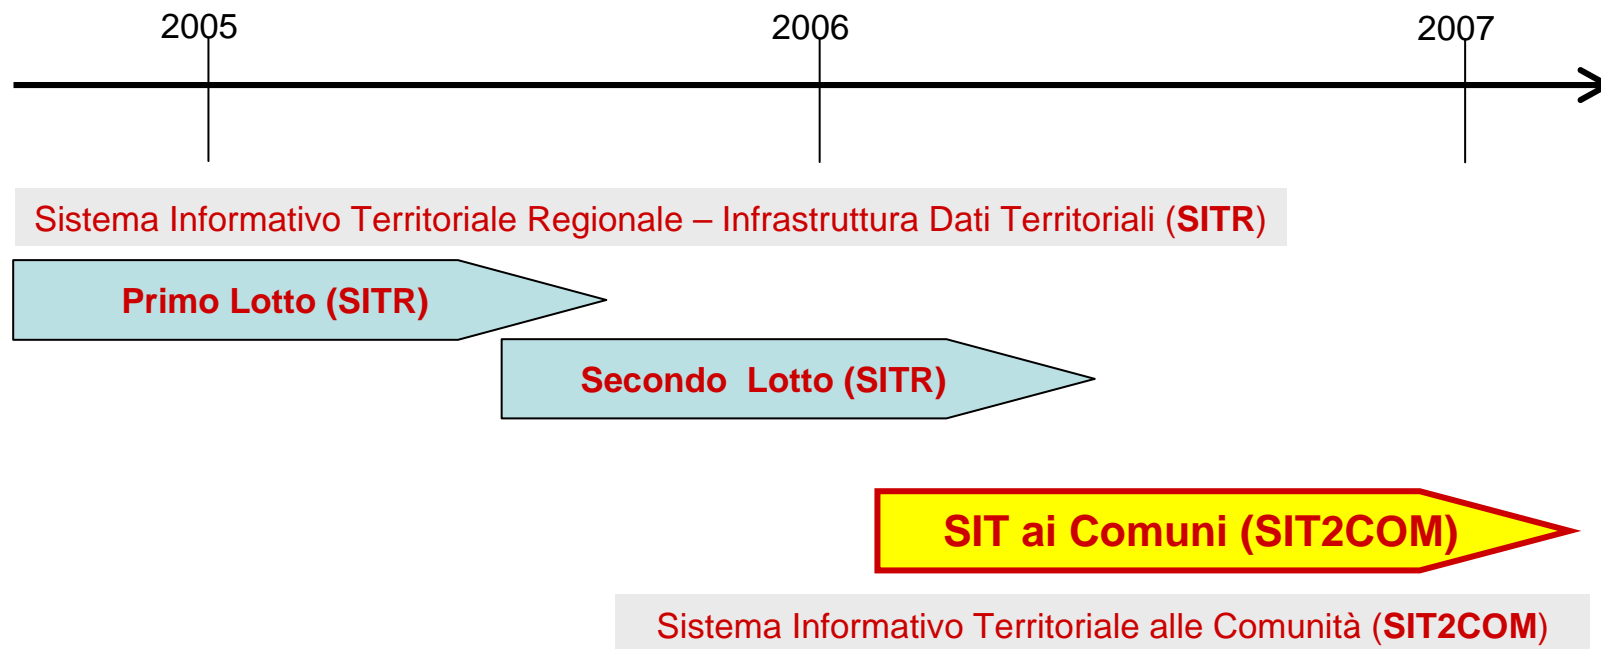 2005 2006 2007
Sistema Informativo Territoriale Regionale – Infrastruttura Dati Territoriali (SITR)
Primo Lotto (SITR)
Secondo Lotto (SITR)
SIT ai Comuni (SIT2COM)
Sistema Informativo Territoriale alle Comunità (SIT2COM)